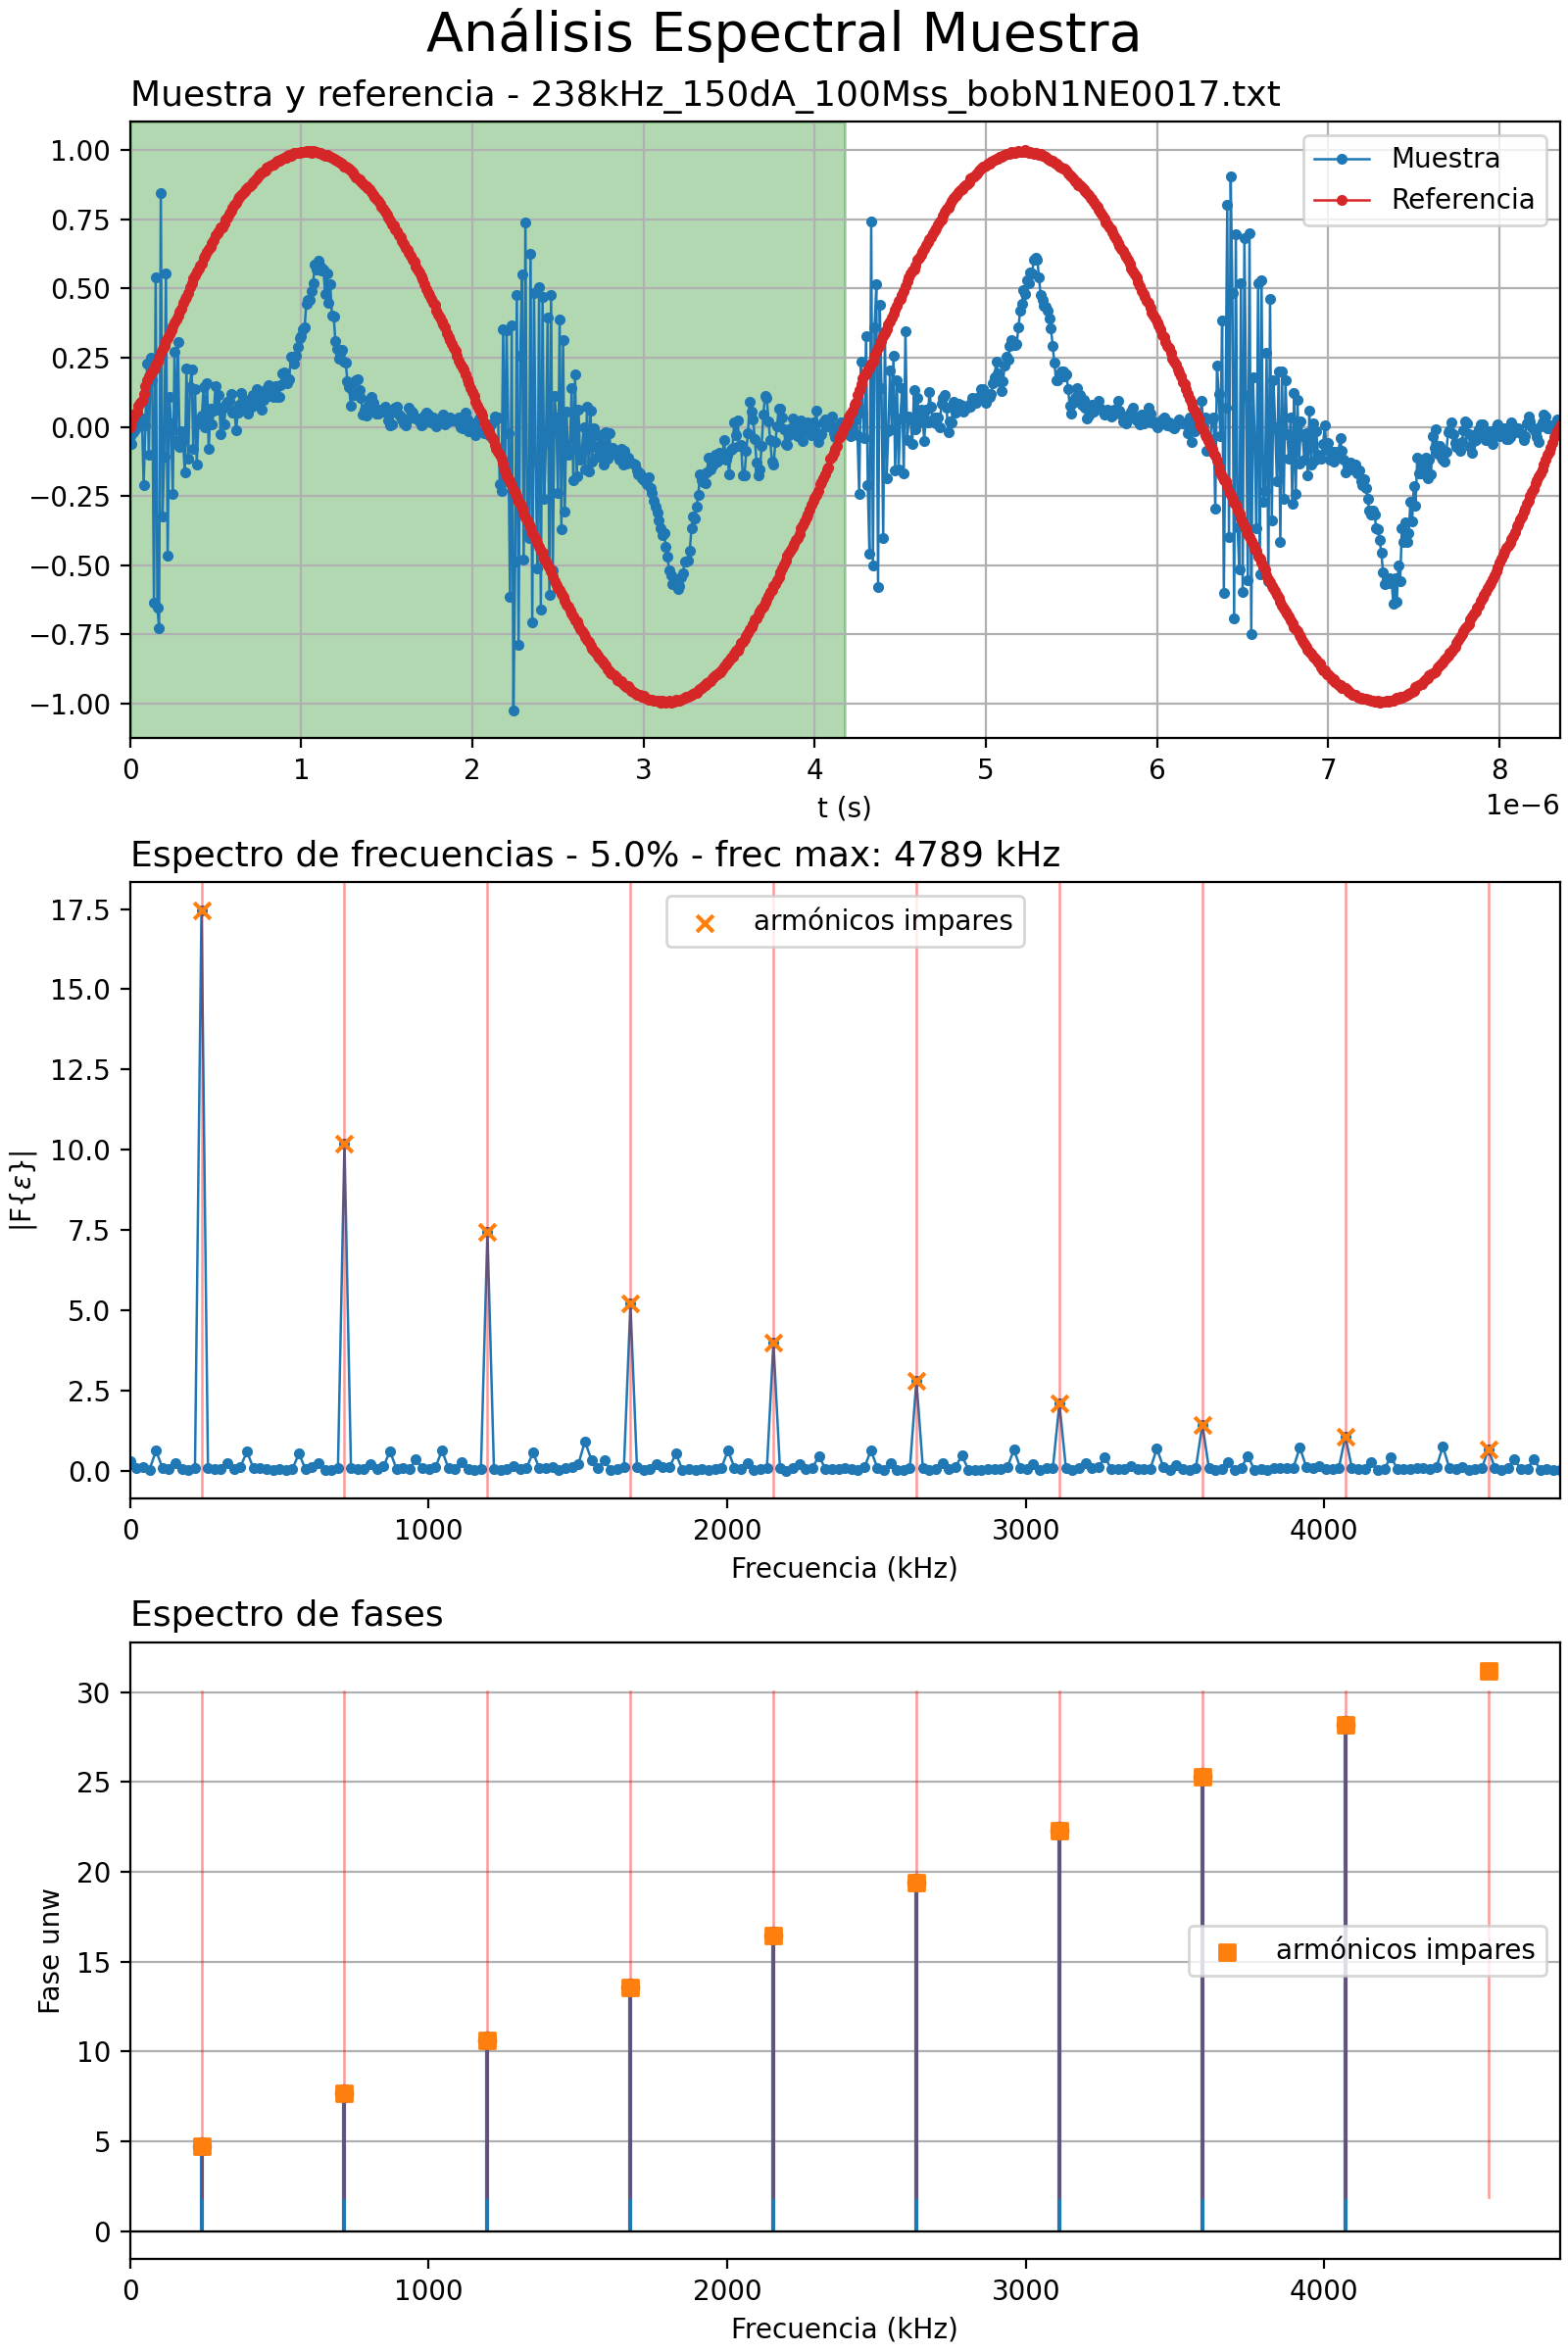 Análisis Espectral Muestra
Muestra y referencia - 238kHz_150dA_100Mss_bobN1NE0017.txt
1.00
0.75
0.50
0.25
0.00
−0.25
−0.50
−0.75
−1.00
Muestra
Referencia
0 1 2 3 4 5 6 7 8
t (s)
1e−6
Espectro de frecuencias - 5.0% - frec max: 4789 kHz
17.5
15.0
12.5
10.0
7.5
5.0
2.5
0.0
|F{ε}|
armónicos impares
0 1000 2000 3000 4000
Frecuencia (kHz)
Espectro de fases
30
25
20
15
10
5
0
Fase unw
armónicos impares
0 1000 2000 3000 4000
Frecuencia (kHz)